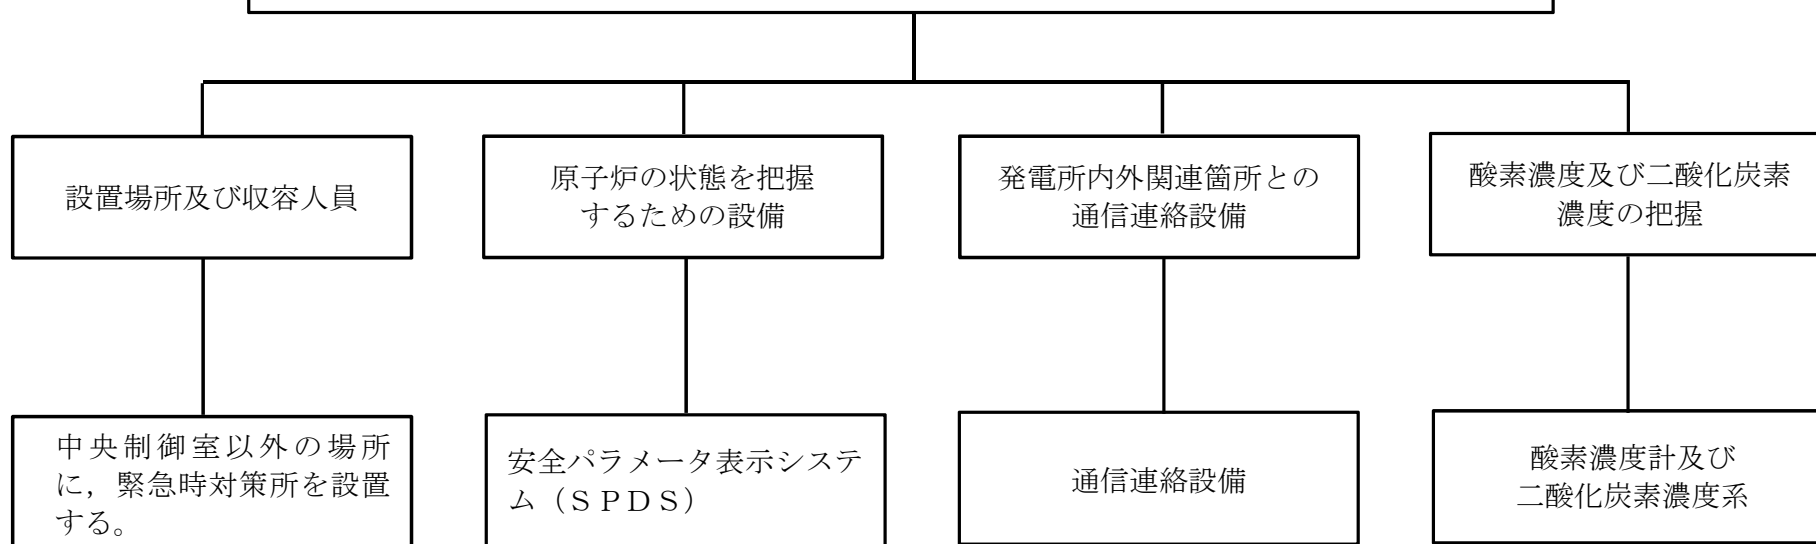 設置場所及び収容人員
原子炉の状態を把握
するための設備
発電所内外関連箇所との
通信連絡設備
酸素濃度及び二酸化炭素
濃度の把握
中央制御室以外の場所
に，緊急時対策所を設置
する。
安全パラメータ表示システ
ム（ＳＰＤＳ）
通信連絡設備
酸素濃度計及び
二酸化炭素濃度系